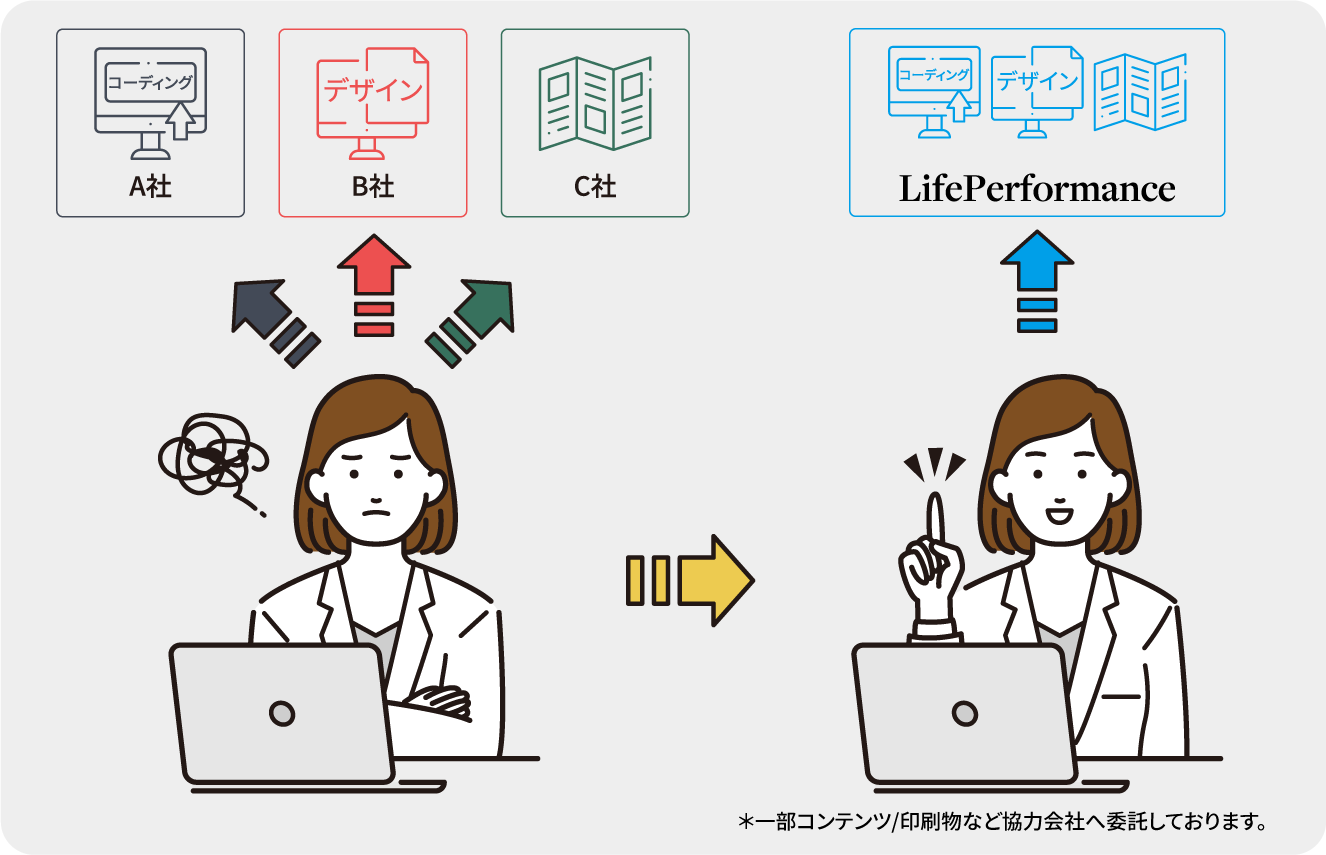 コーディング
A社
デザイン
B社
C社
コーディング
デザイン
LifePerformance
＊一部コンテンツ/印刷物など協力会社へ委託しております。